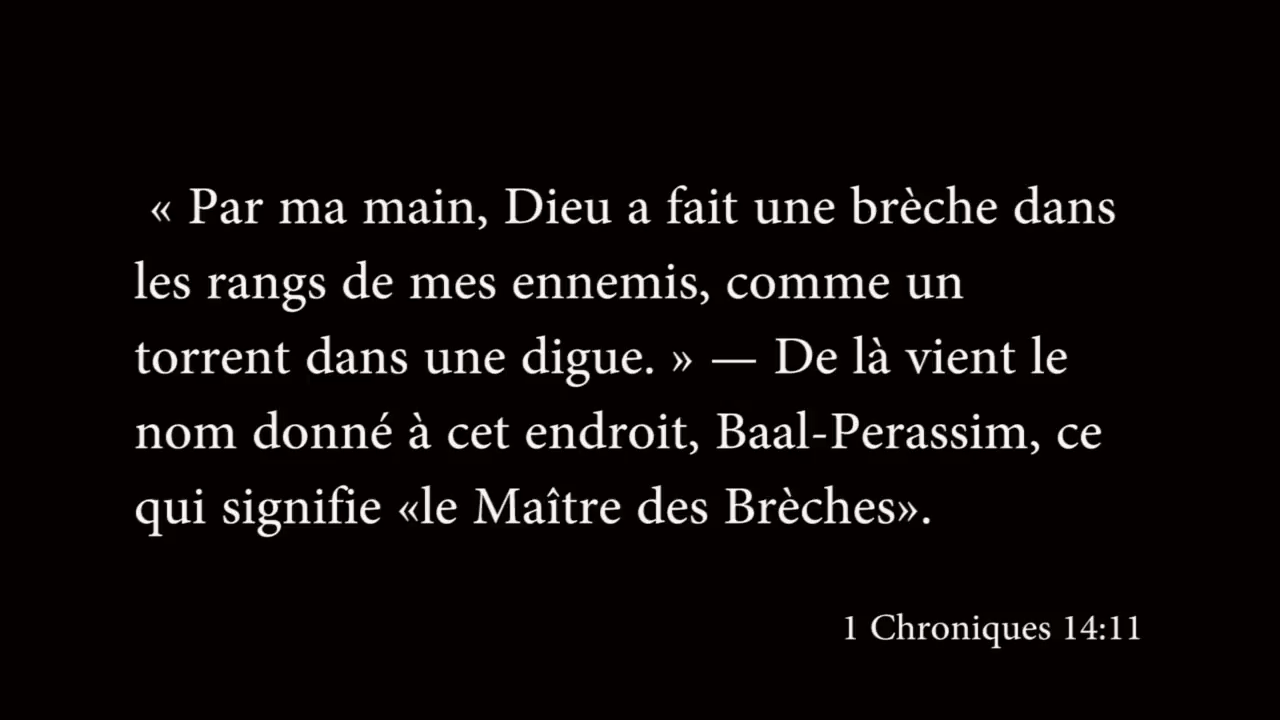 « Par ma main, Dieu a fait une brèche dans
les rangs de mes ennemis, comme un
torrent dans une digue. » — De là vient le
nom donné à cet endroit, Baal-Perassim, ce
qui signifie «le Maître des Brèches».
1 Chroniques 14:11